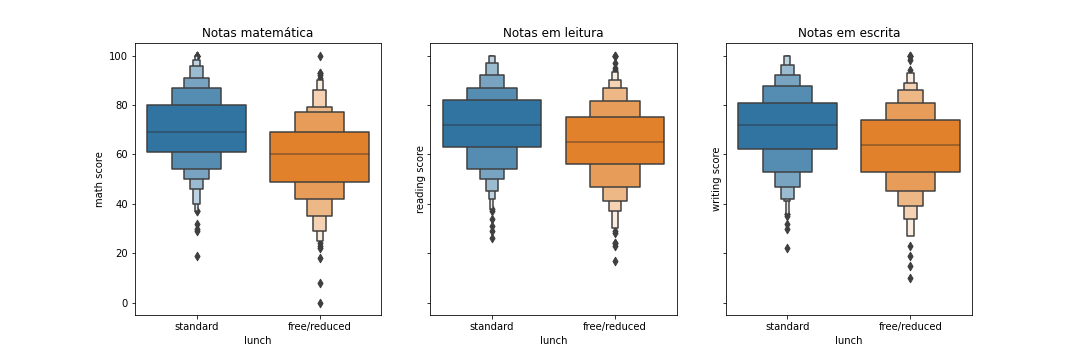 Notas matemática
Notas em leitura
Notas em escrita
100
80
60
40
20
0
math score
reading score
writing score
standard
free/reduced
standard
free/reduced
standard
free/reduced
lunch
lunch
lunch